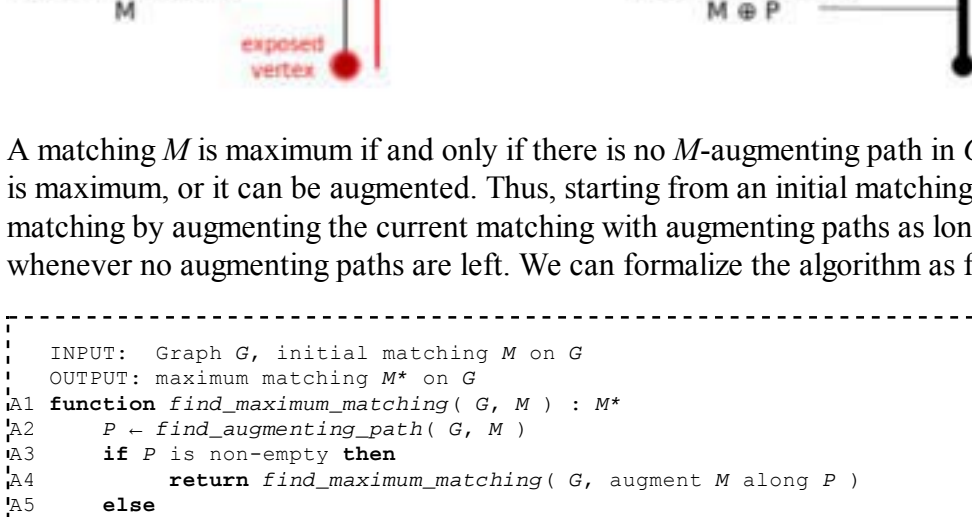 M
M ⊕ P
exposed
vertex
A matching M is maximum if and only if there is no M-augmenting path in
is maximum, or it can be augmented. Thus, starting from an initial matching
matching by augmenting the current matching with augmenting paths as
whenever no augmenting paths are left. We can formalize the algorithm as
INPUT: Graph G, initial matching M on G
OUTPUT: maximum matching M* on G
A1 function find_maximum_matching( G, M ) : M*
A2 P ← find_augmenting_path( G, M )
A3 if P is non-empty then
A4 return find_maximum_matching( G, augment M along P )
A5 else